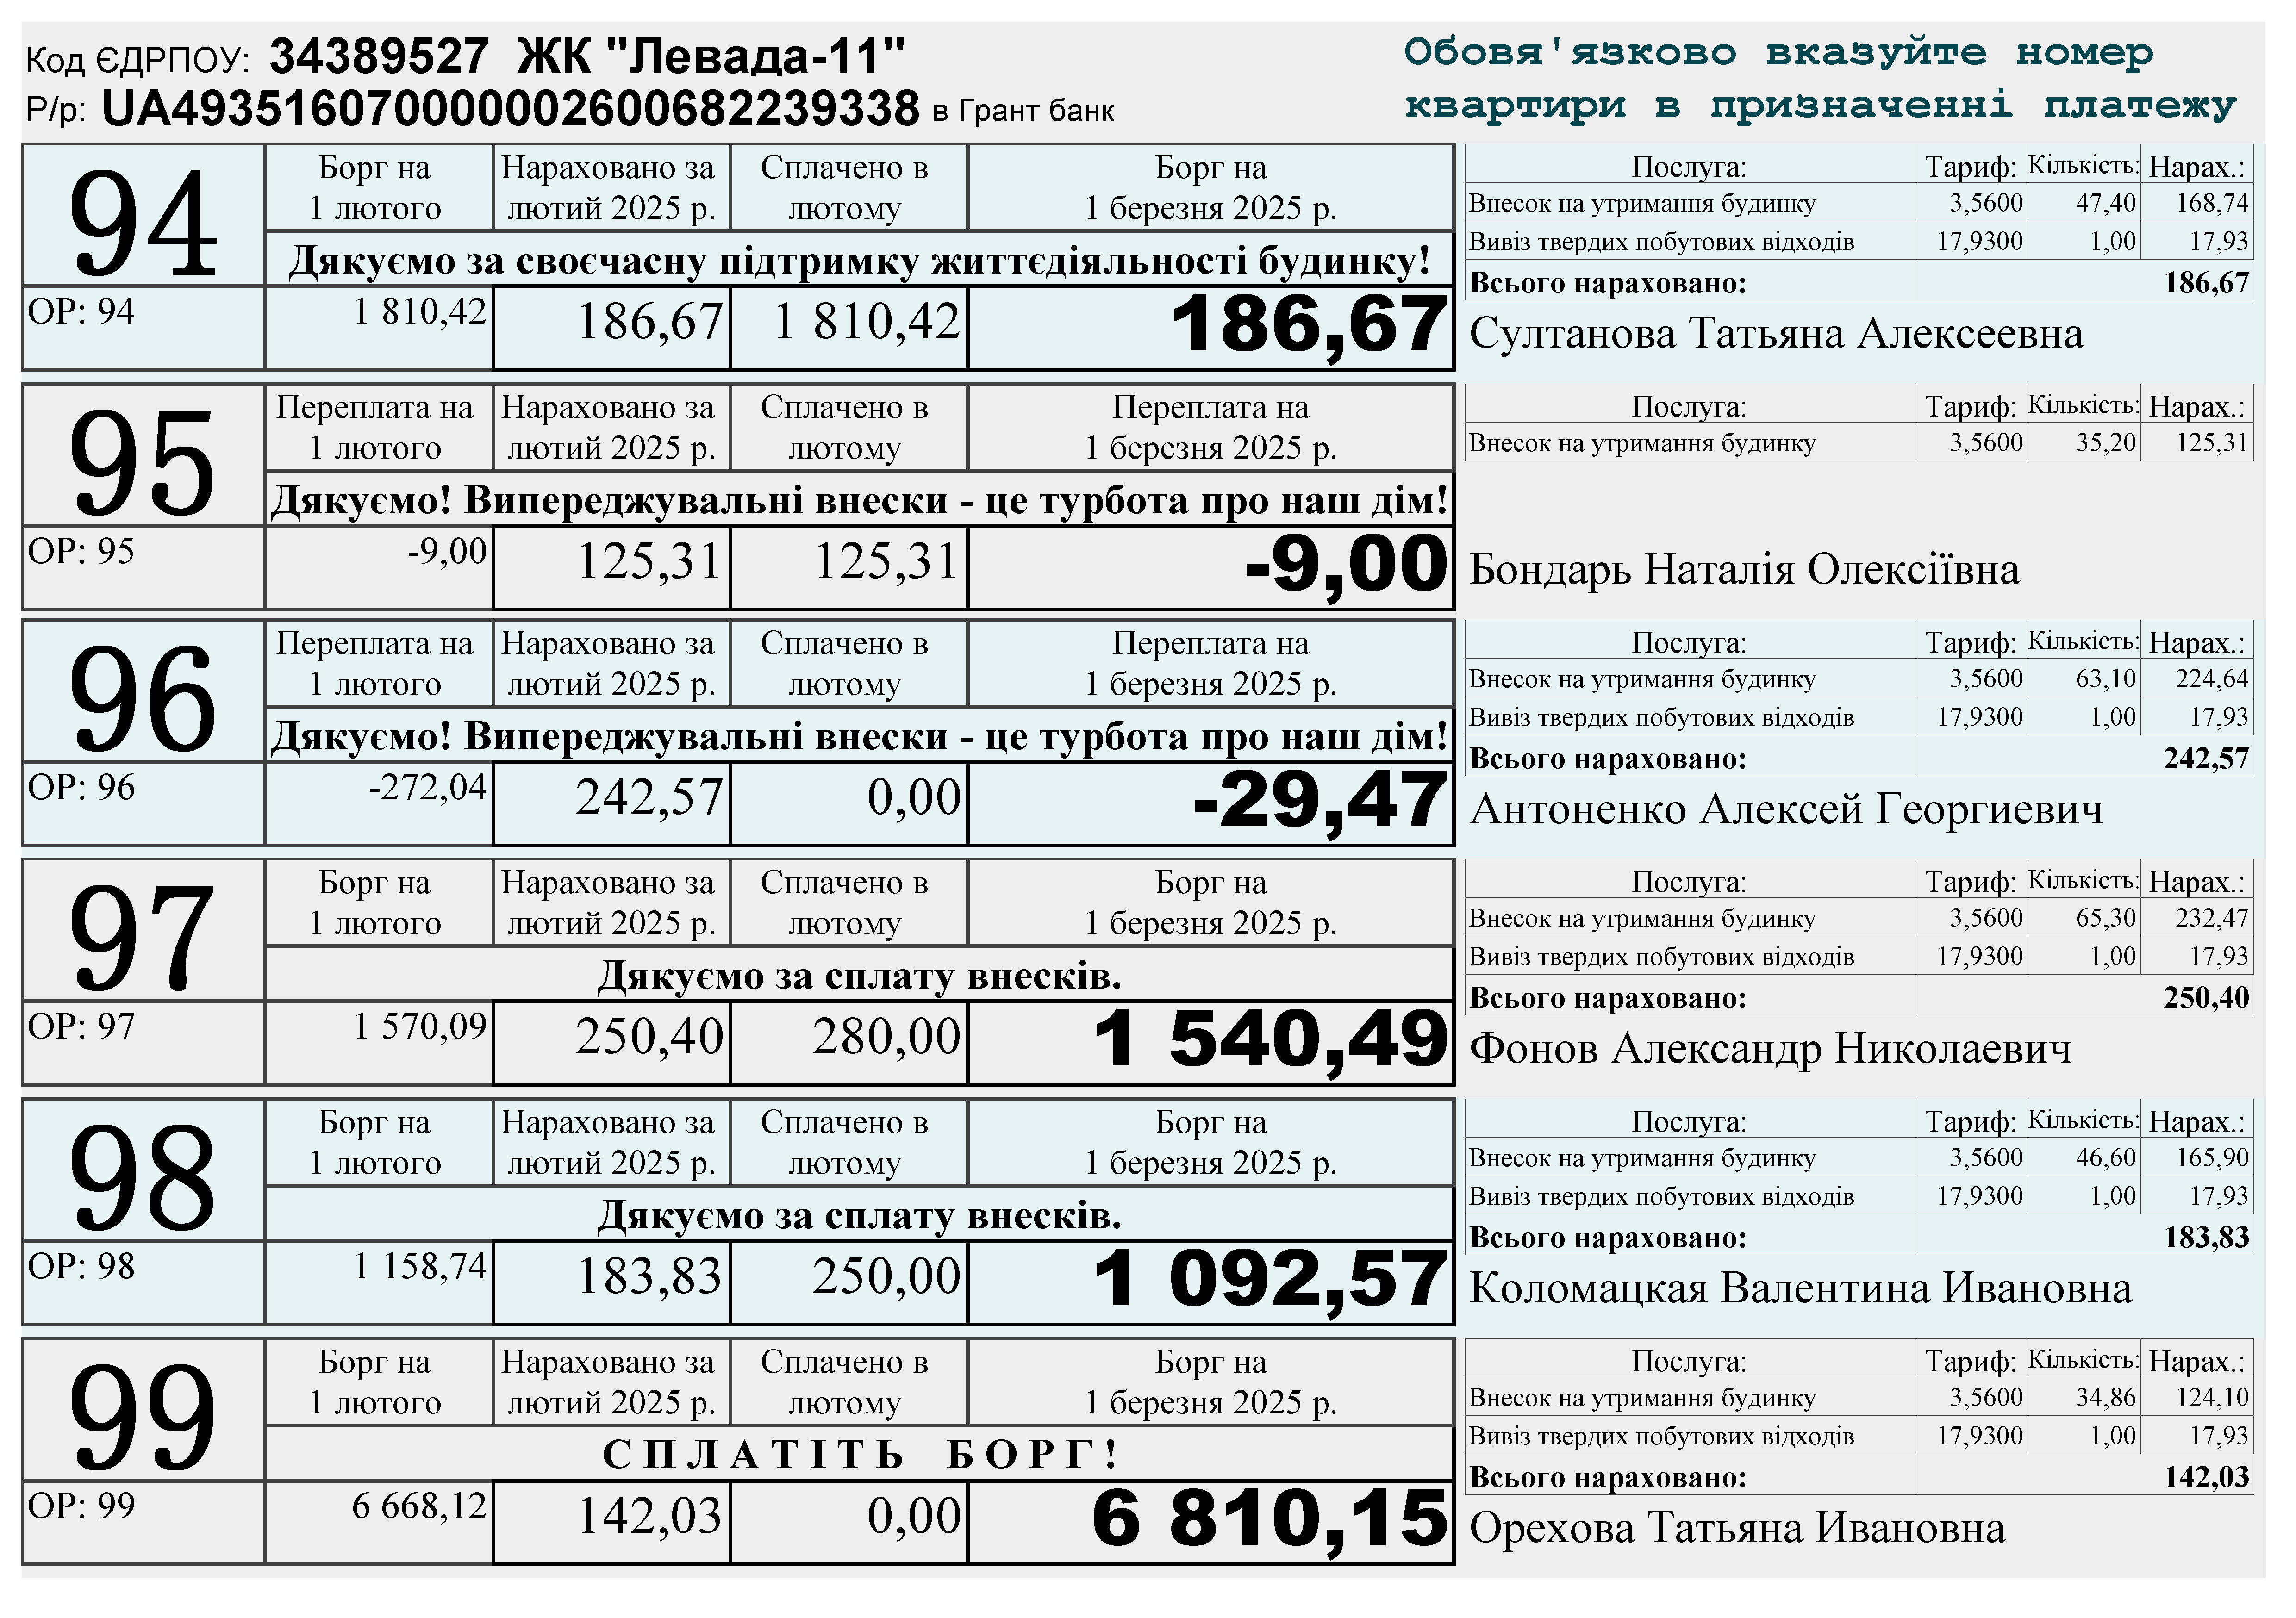 Код ЄДРПОУ: 34389527 ЖК "Левада-11"
Р/р: UA493516070000002600682239338 в Грант банк
Обовя'язково вказуйте номер
квартири в призначенні платежу
94
Борг на 1 лютого
Нараховано за лютий 2025 р.
Сплачено в лютому
Борг на 1 березня 2025 р.
Дякуємо за своєчасну підтримку життєдіяльності будинку!
ОР: 94 1 810,42 186,67 1 810,42 186,67
Послуга: Тариф: Кількість: Нарах.:
Внесок на утримання будинку 3,5600 47,40 168,74
Вивіз твердих побутових відходів 17,9300 1,00 17,93
Всього нараховано: 186,67
Султанова Татьяна Алексеевна
95
Переплата на 1 лютого
Нараховано за лютий 2025 р.
Сплачено в лютому
Переплата на 1 березня 2025 р.
Дякуємо! Випереджувальні внески - це турбота про наш дім!
ОР: 95 -9,00 125,31 125,31 -9,00
Послуга: Тариф: Кількість: Нарах.:
Внесок на утримання будинку 3,5600 35,20 125,31
Бондарь Наталія Олексіївна
96
Переплата на 1 лютого
Нараховано за лютий 2025 р.
Сплачено в лютому
Переплата на 1 березня 2025 р.
Дякуємо! Випереджувальні внески - це турбота про наш дім!
ОР: 96 -272,04 242,57 0,00 -29,47
Послуга: Тариф: Кількість: Нарах.:
Внесок на утримання будинку 3,5600 63,10 224,64
Вивіз твердих побутових відходів 17,9300 1,00 17,93
Всього нараховано: 242,57
Антоненко Алексей Георгиевич
97
Борг на 1 лютого
Нараховано за лютий 2025 р.
Сплачено в лютому
Борг на 1 березня 2025 р.
Дякуємо за сплату внесків.
ОР: 97 1 570,09 250,40 280,00 1 540,49
Послуга: Тариф: Кількість: Нарах.:
Внесок на утримання будинку 3,5600 65,30 232,47
Вивіз твердих побутових відходів 17,9300 1,00 17,93
Всього нараховано: 250,40
Фонов Александр Николаевич
98
Борг на 1 лютого
Нараховано за лютий 2025 р.
Сплачено в лютому
Борг на 1 березня 2025 р.
Дякуємо за сплату внесків.
ОР: 98 1 158,74 183,83 250,00 1 092,57
Послуга: Тариф: Кількість: Нарах.:
Внесок на утримання будинку 3,5600 46,60 165,90
Вивіз твердих побутових відходів 17,9300 1,00 17,93
Всього нараховано: 183,83
Коломацкая Валентина Ивановна
99
Борг на 1 лютого
Нараховано за лютий 2025 р.
Сплачено в лютому
Борг на 1 березня 2025 р.
СПЛАТІТЬ БОРГ!
ОР: 99 6 668,12 142,03 0,00 6 810,15
Послуга: Тариф: Кількість: Нарах.:
Внесок на утримання будинку 3,5600 34,86 124,10
Вивіз твердих побутових відходів 17,9300 1,00 17,93
Всього нараховано: 142,03
Орехова Татьяна Ивановна